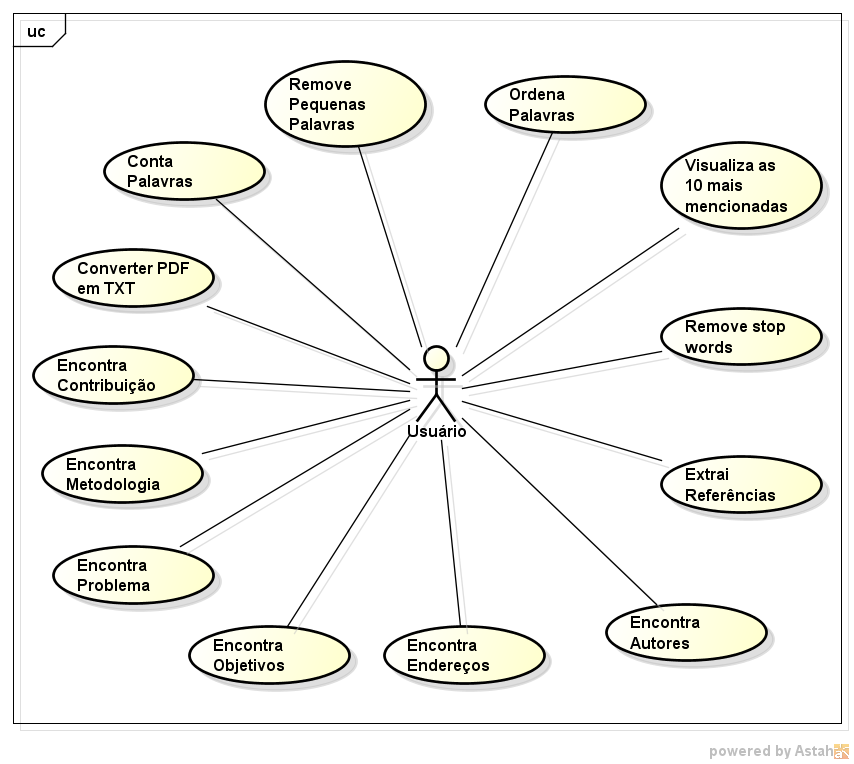 uc
Remove
Pequenas
Palavras
Ordena
Palavras
Conta
Palavras
Visualiza as
10 mais
mencionadas
Converter PDF
em TXT
Remove stop
words
Encontra
Contribuição
Usuário
Encontra
Metodologia
Extrai
Referências
Encontra
Problema
Encontra
Objetivos
Encontra
Endereços
Encontra
Autores
powered by Astah